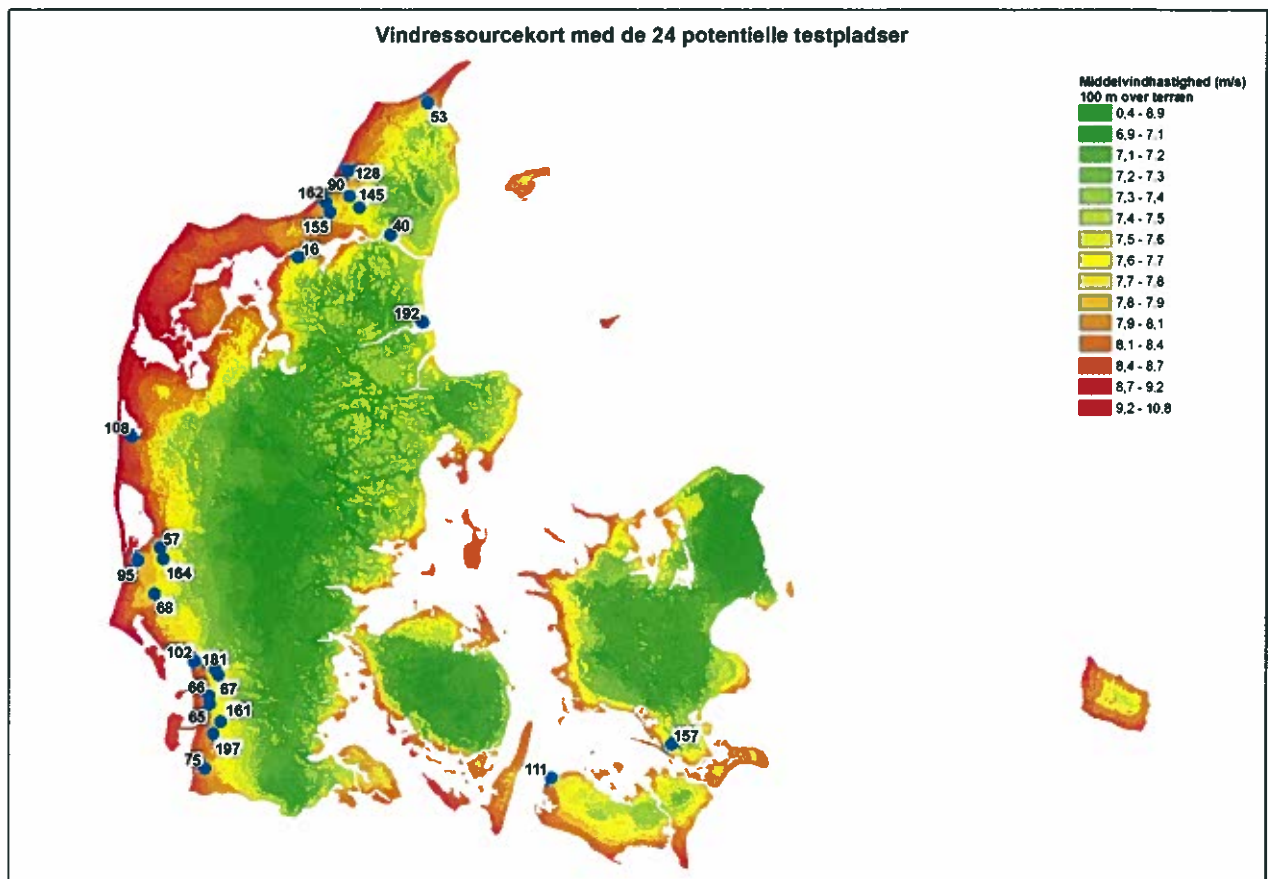 Vindressourcekort med de 24 potentielle testpladser
Middelvindhastighed (m/s)
100 m over terræn
0,4 - 6,9
6,9 - 7,1
7,1 - 7,2
7,2 - 7,3
7,3 - 7,4
7,4 - 7,5
7,5 - 7,6
7,6 - 7,7
7,7 - 7,8
7,8 - 7,9
7,9 - 8,1
8,1 - 8,4
8,4 - 8,7
8,7 - 9,2
9,2 - 10,8
53
128
90
162
145
155
40
16
192
108
57
95
164
68
102
181
67
66
65
161
197
75
157
111